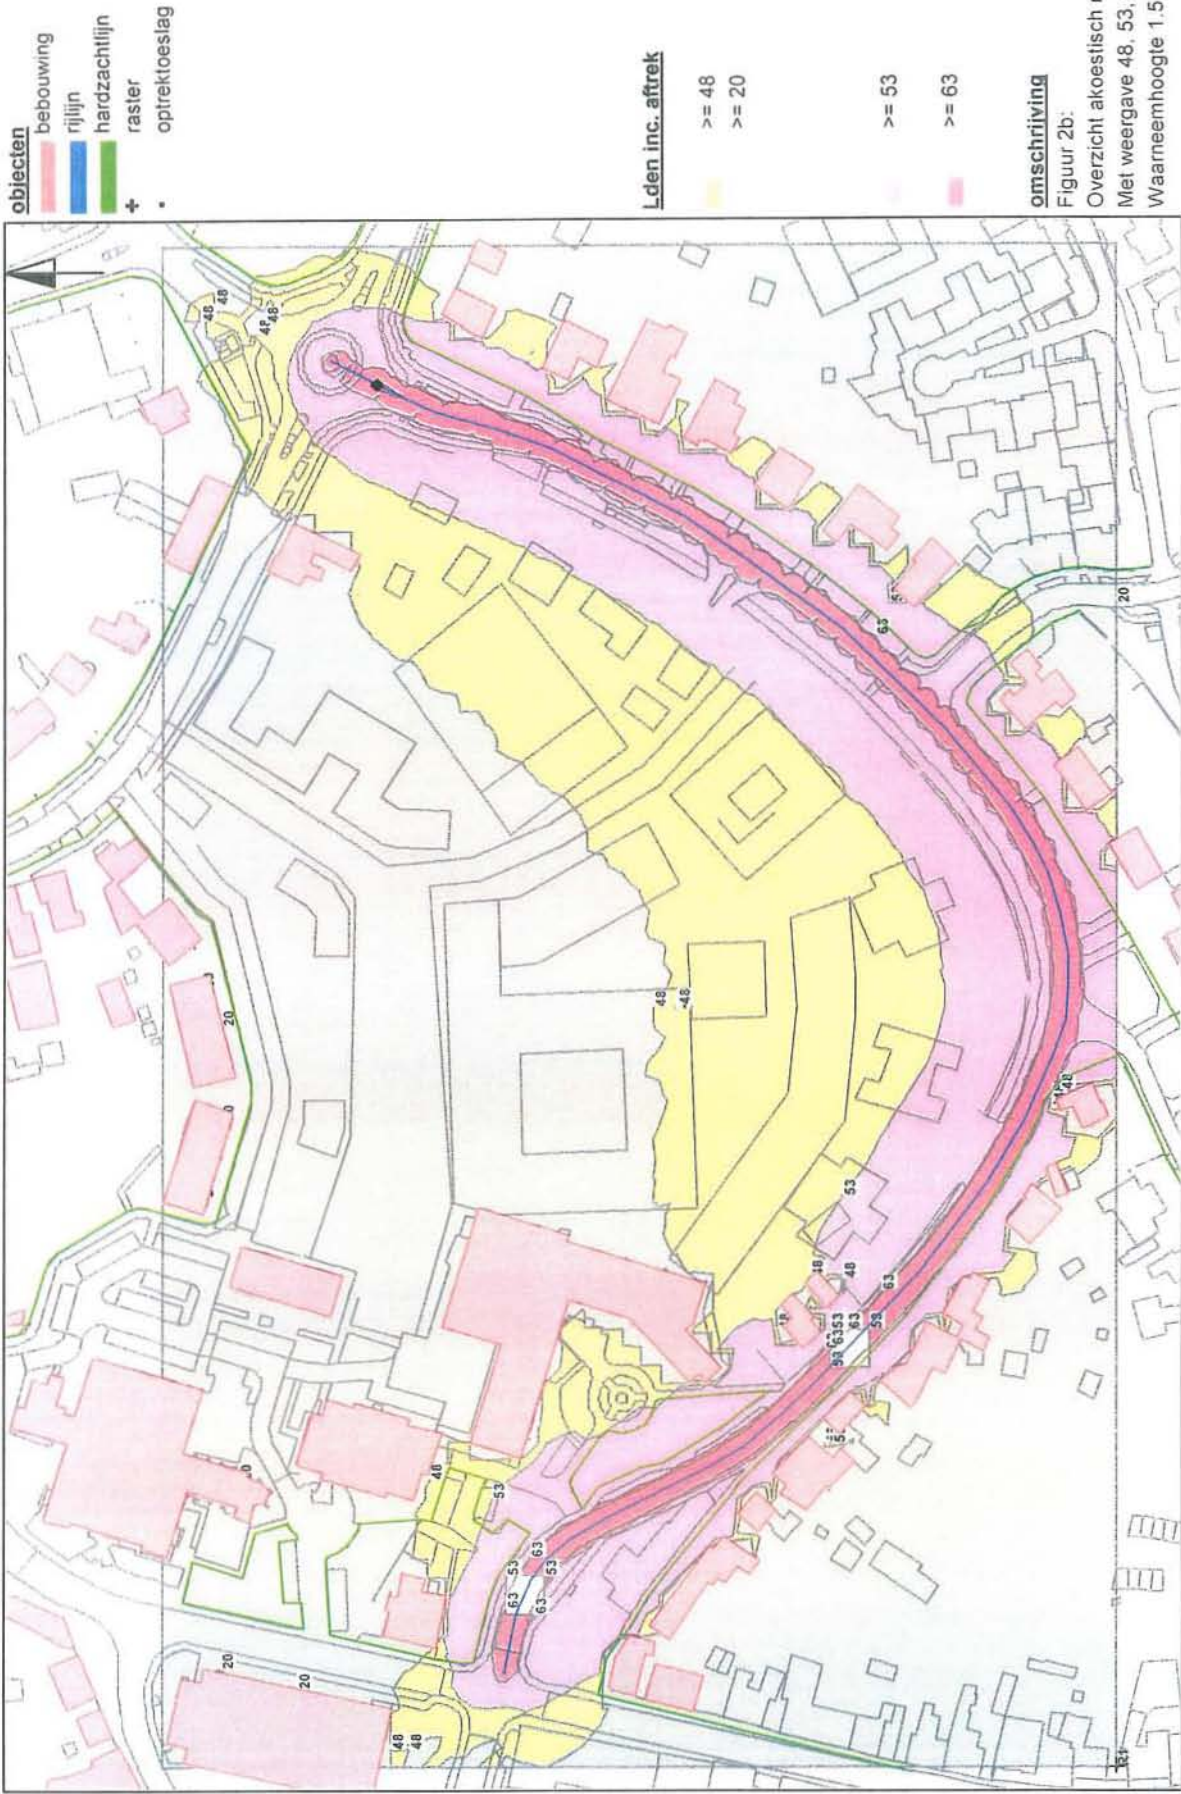 objecten
bebouwing
rijlijn
hardzachtlijn
raster
optrektoeslag
Lden inc. aftrek
>= 48
>= 20
>= 53
>= 63
omschrijving
Figuur 2b:
Overzicht akoestisch
Met weergave 48, 53,
Waarneemhoogte 1.5
48
48
48
48
20
20
63
48
48
53
48
48
63
63
53
63
53
48
53
63
53
53
63
63
20
20
48
48